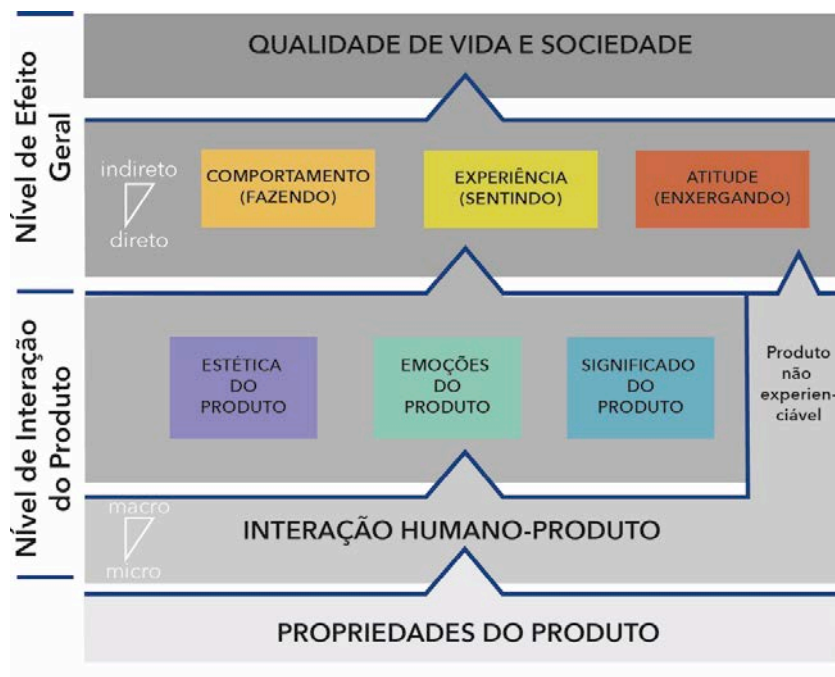 Nível de Efeito
Geral
QUALIDADE DE VIDA E SOCIEDADE
indireto
direto
COMPORTAMENTO
(FAZENDO)
EXPERIÊNCIA
(SENTINDO)
ATITUDE
(ENXERGANDO)
Nível de Interação
do Produto
ESTÉTICA
DO
PRODUTO
EMOÇÕES
DO
PRODUTO
SIGNIFICADO
DO
PRODUTO
Produto
não
experien-
ciável
macro
micro
INTERAÇÃO HUMANO-PRODUTO
PROPRIEDADES DO PRODUTO